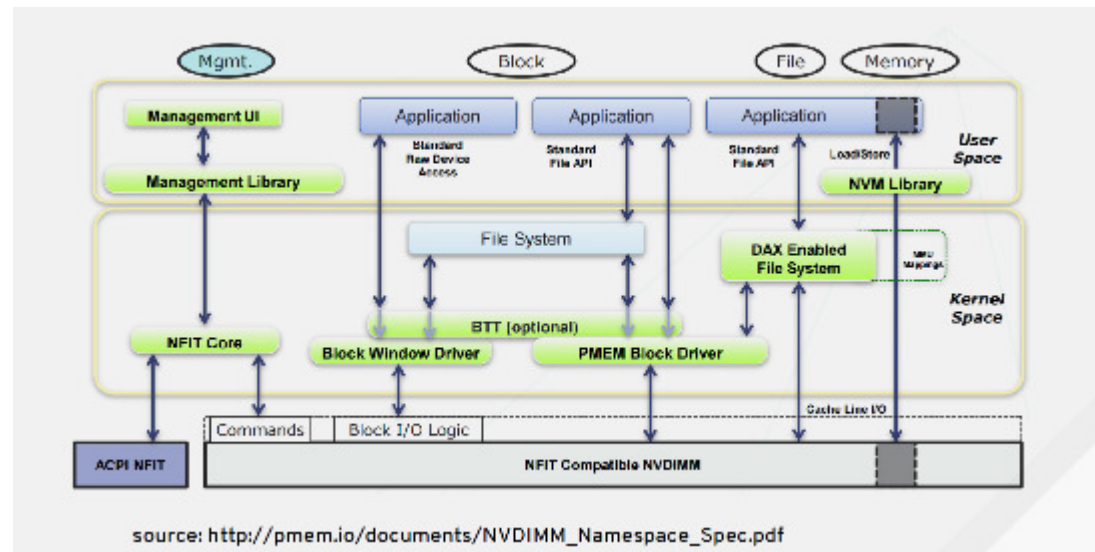 Mgmt.
Block
File
Memory
Management UI
Application
Application
Application
User
Space
Standard
Raw Device
Access
Standard
File API
Standard
File API
Load/Store
Management Library
NVM Library
File System
DAX Enabled
File System
MMU
Mappings
Kernel
Space
BTT (optional)
NFIT Core
Block Window Driver
PMEM Block Driver
Cache Line I/O
Commands
Block I/O Logic
ACPI NFIT
NFIT Compatible NVDIMM
source: http://pmem.io/documents/NVDIMM_Namespace_Spec.pdf